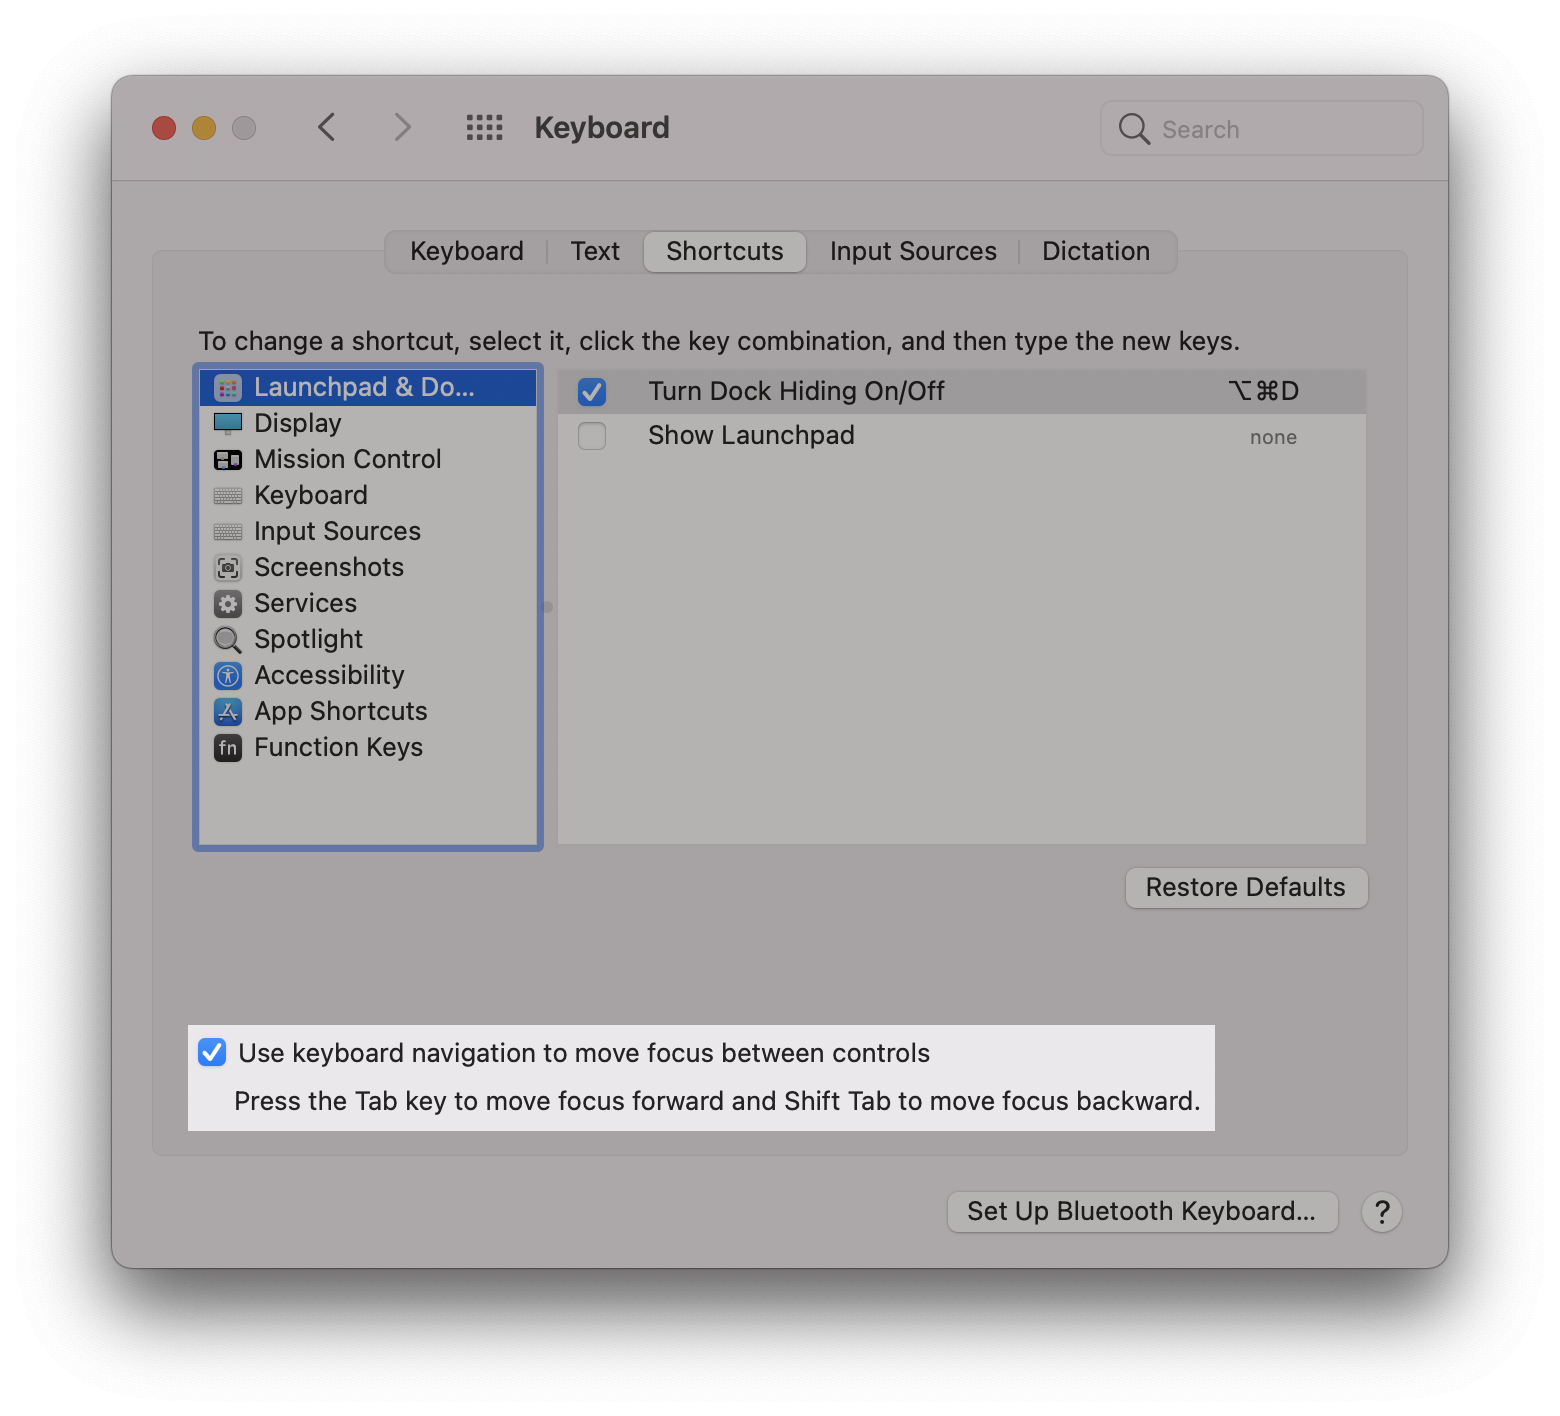 Keyboard
Search
Keyboard
Text
Shortcuts
Input Sources
Dictation
To change a shortcut, select it, click the key combination, and then type the new keys.
Launchpad & Do...
Display
Mission Control
Keyboard
Input Sources
Screenshots
Services
Spotlight
Accessibility
App Shortcuts
fn Function Keys
Turn Dock Hiding On/Off ⌥⌘D
Show Launchpad none
Restore Defaults
Use keyboard navigation to move focus between controls
Press the Tab key to move focus forward and Shift Tab to move focus backward.
Set Up Bluetooth Keyboard...
?